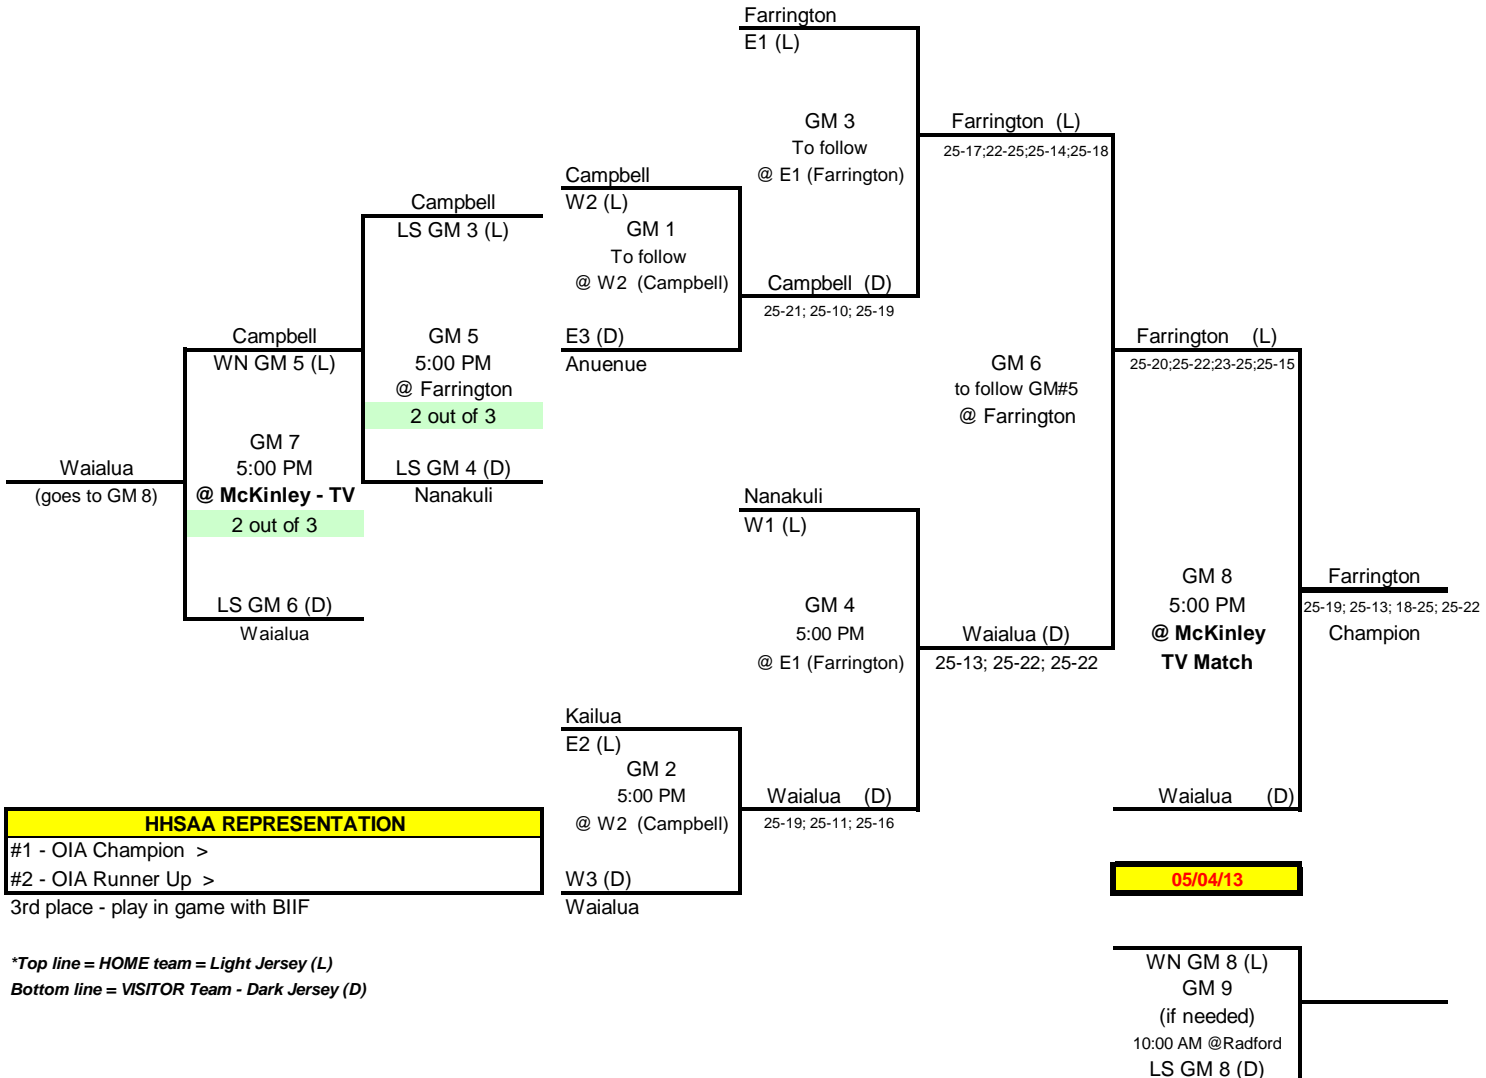 Farrington
E1 (L)
GM 3
To follow
@ E1 (Farrington)
Farrington (L)
25-17;22-25;25-14;25-18
Campbell
W2 (L)
GM 1
To follow
@ W2 (Campbell)
Campbell (D)
25-21; 25-10; 25-19
E3 (D)
Anuenue
Campbell
LS GM 3 (L)
GM 5
5:00 PM
@ Farrington
2 out of 3
LS GM 4 (D)
Nanakuli
Campbell
WN GM 5 (L)
GM 7
5:00 PM
@ McKinley - TV
2 out of 3
LS GM 6 (D)
Waialua
Waialua
(goes to GM 8)
GM 6
to follow GM#5
@ Farrington
Farrington (L)
25-20;25-22;23-25;25-15
Nanakuli
W1 (L)
GM 4
5:00 PM
@ E1 (Farrington)
Waialua (D)
25-13; 25-22; 25-22
Kailua
E2 (L)
GM 2
5:00 PM
@ W2 (Campbell)
Waialua (D)
25-19; 25-11; 25-16
W3 (D)
Waialua
GM 8
5:00 PM
@ McKinley
TV Match
Farrington
25-19; 25-13; 18-25; 25-22
Champion
Waialua (D)
05/04/13
WN GM 8 (L)
GM 9
(if needed)
10:00 AM @Radford
LS GM 8 (D)
HHSAA REPRESENTATION
#1 - OIA Champion >
#2 - OIA Runner Up >
3rd place - play in game with BIIF
*Top line = HOME team = Light Jersey (L)
Bottom line = VISITOR Team - Dark Jersey (D)